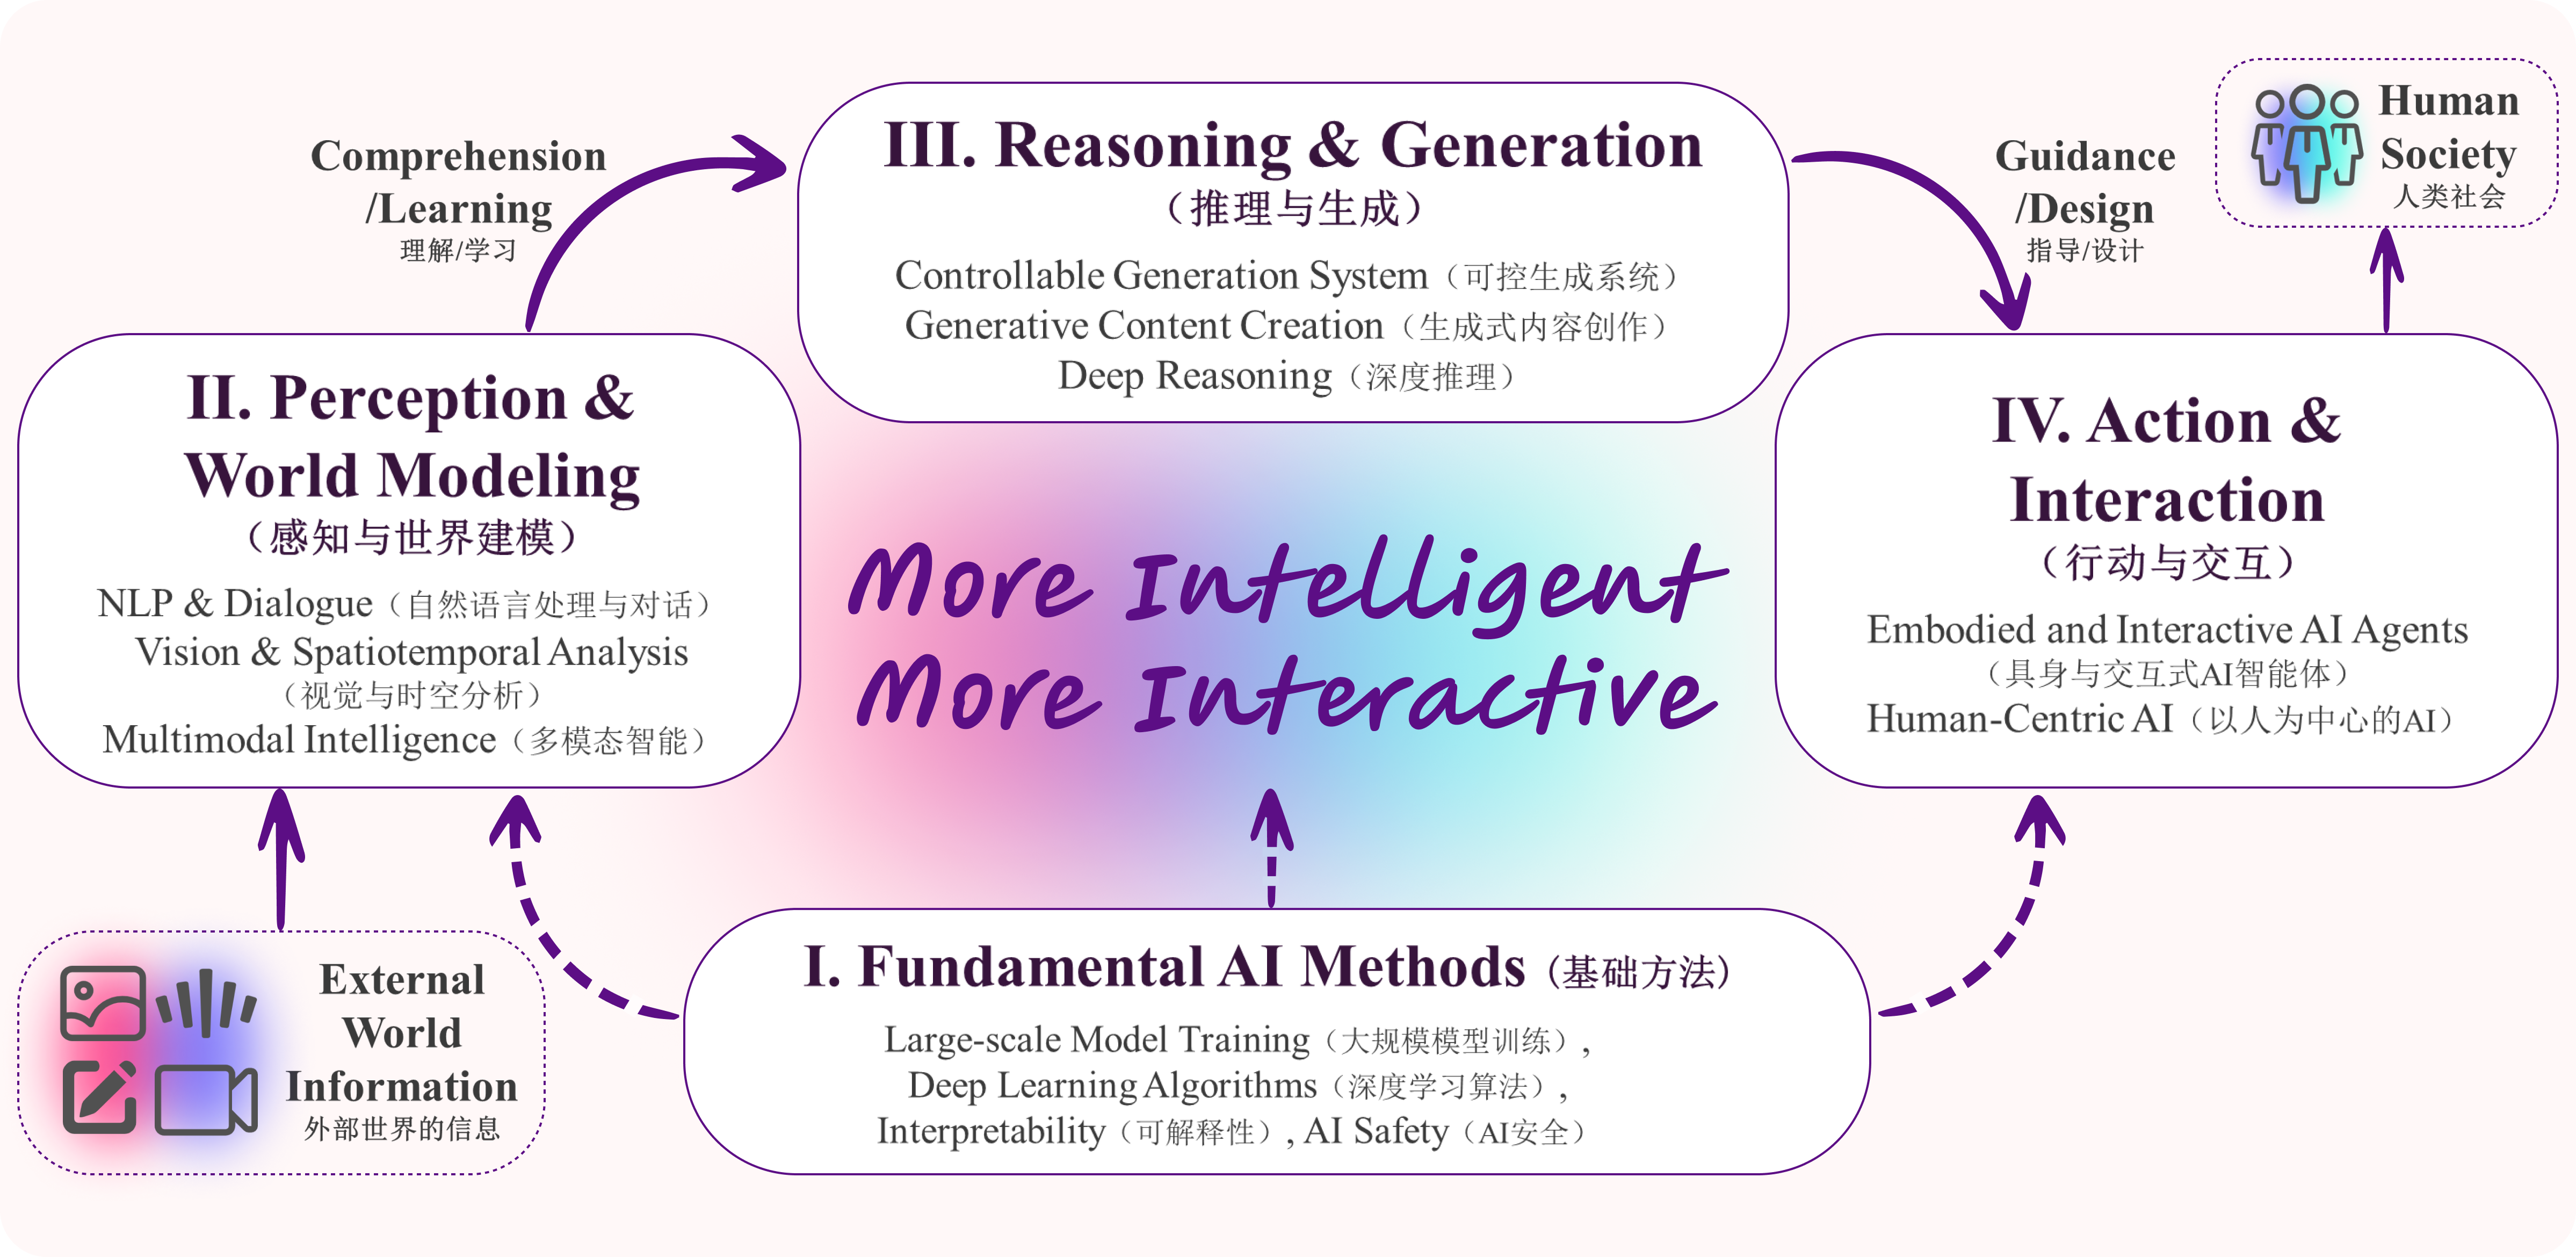 Comprehension
/Learning
理解/学习
III. Reasoning & Generation
（推理与生成）
Controllable Generation System（可控生成系统）
Generative Content Creation（生成式内容创作）
Deep Reasoning（深度推理）
Guidance
/Design
指导/设计
Human
Society
人类社会
II. Perception &
World Modeling
（感知与世界建模）
NLP & Dialogue（自然语言处理与对话）
Vision & Spatiotemporal Analysis
（视觉与时空分析）
Multimodal Intelligence（多模态智能）
More Intelligent
More Interactive
IV. Action &
Interaction
（行动与交互）
Embodied and Interactive AI Agents
（具身与交互式AI智能体）
Human-Centric AI（以人为中心的AI）
External
World
Information
外部世界的信息
I. Fundamental AI Methods (基础方法)
Large-scale Model Training（大规模模型训练）,
Deep Learning Algorithms（深度学习算法）,
Interpretability（可解释性）, AI Safety（AI安全）